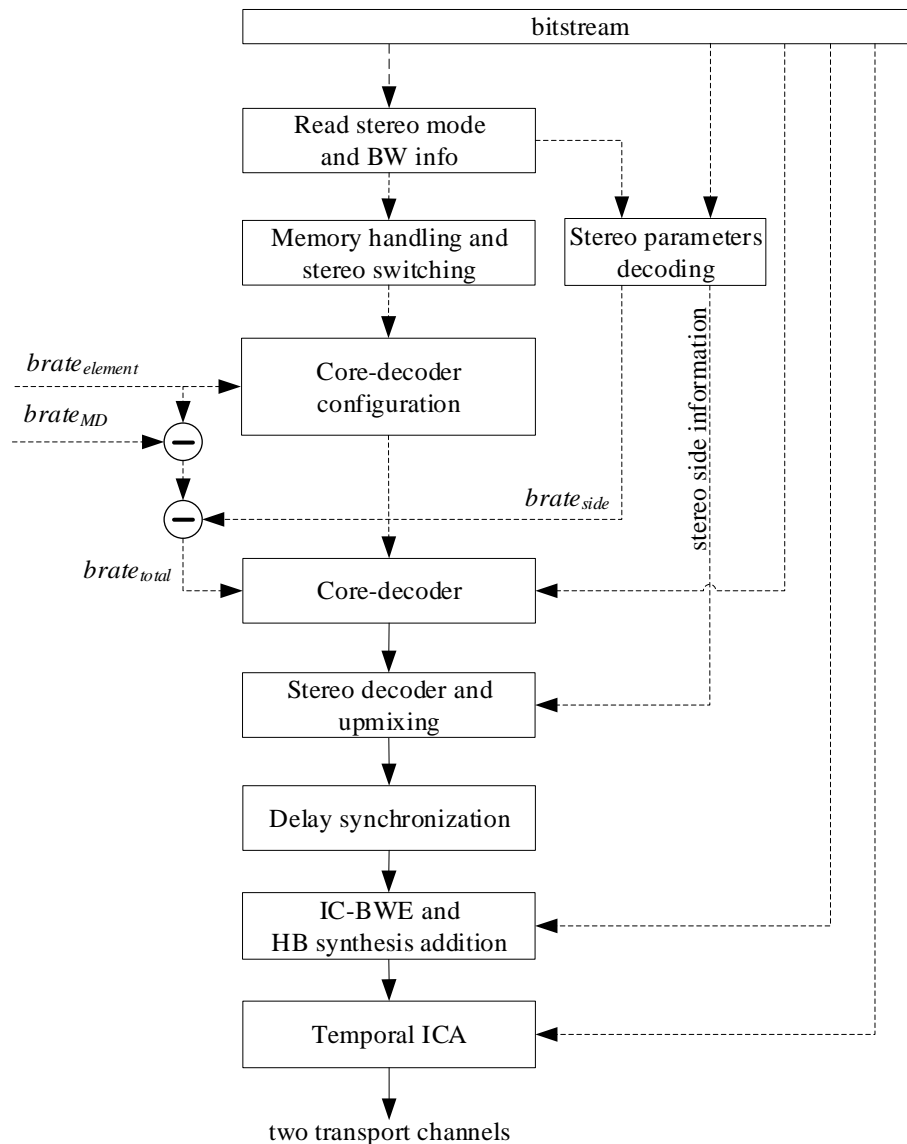 bitstream
Read stereo mode
and BW info
Memory handling and
stereo switching
Stereo parameters
decoding
brate_element
Core-decoder
configuration
brate_MD
stereo side information
brate_side
brate_total
Core-decoder
Stereo decoder and
upmixing
Delay synchronization
IC-BWE and
HB synthesis addition
Temporal ICA
two transport channels